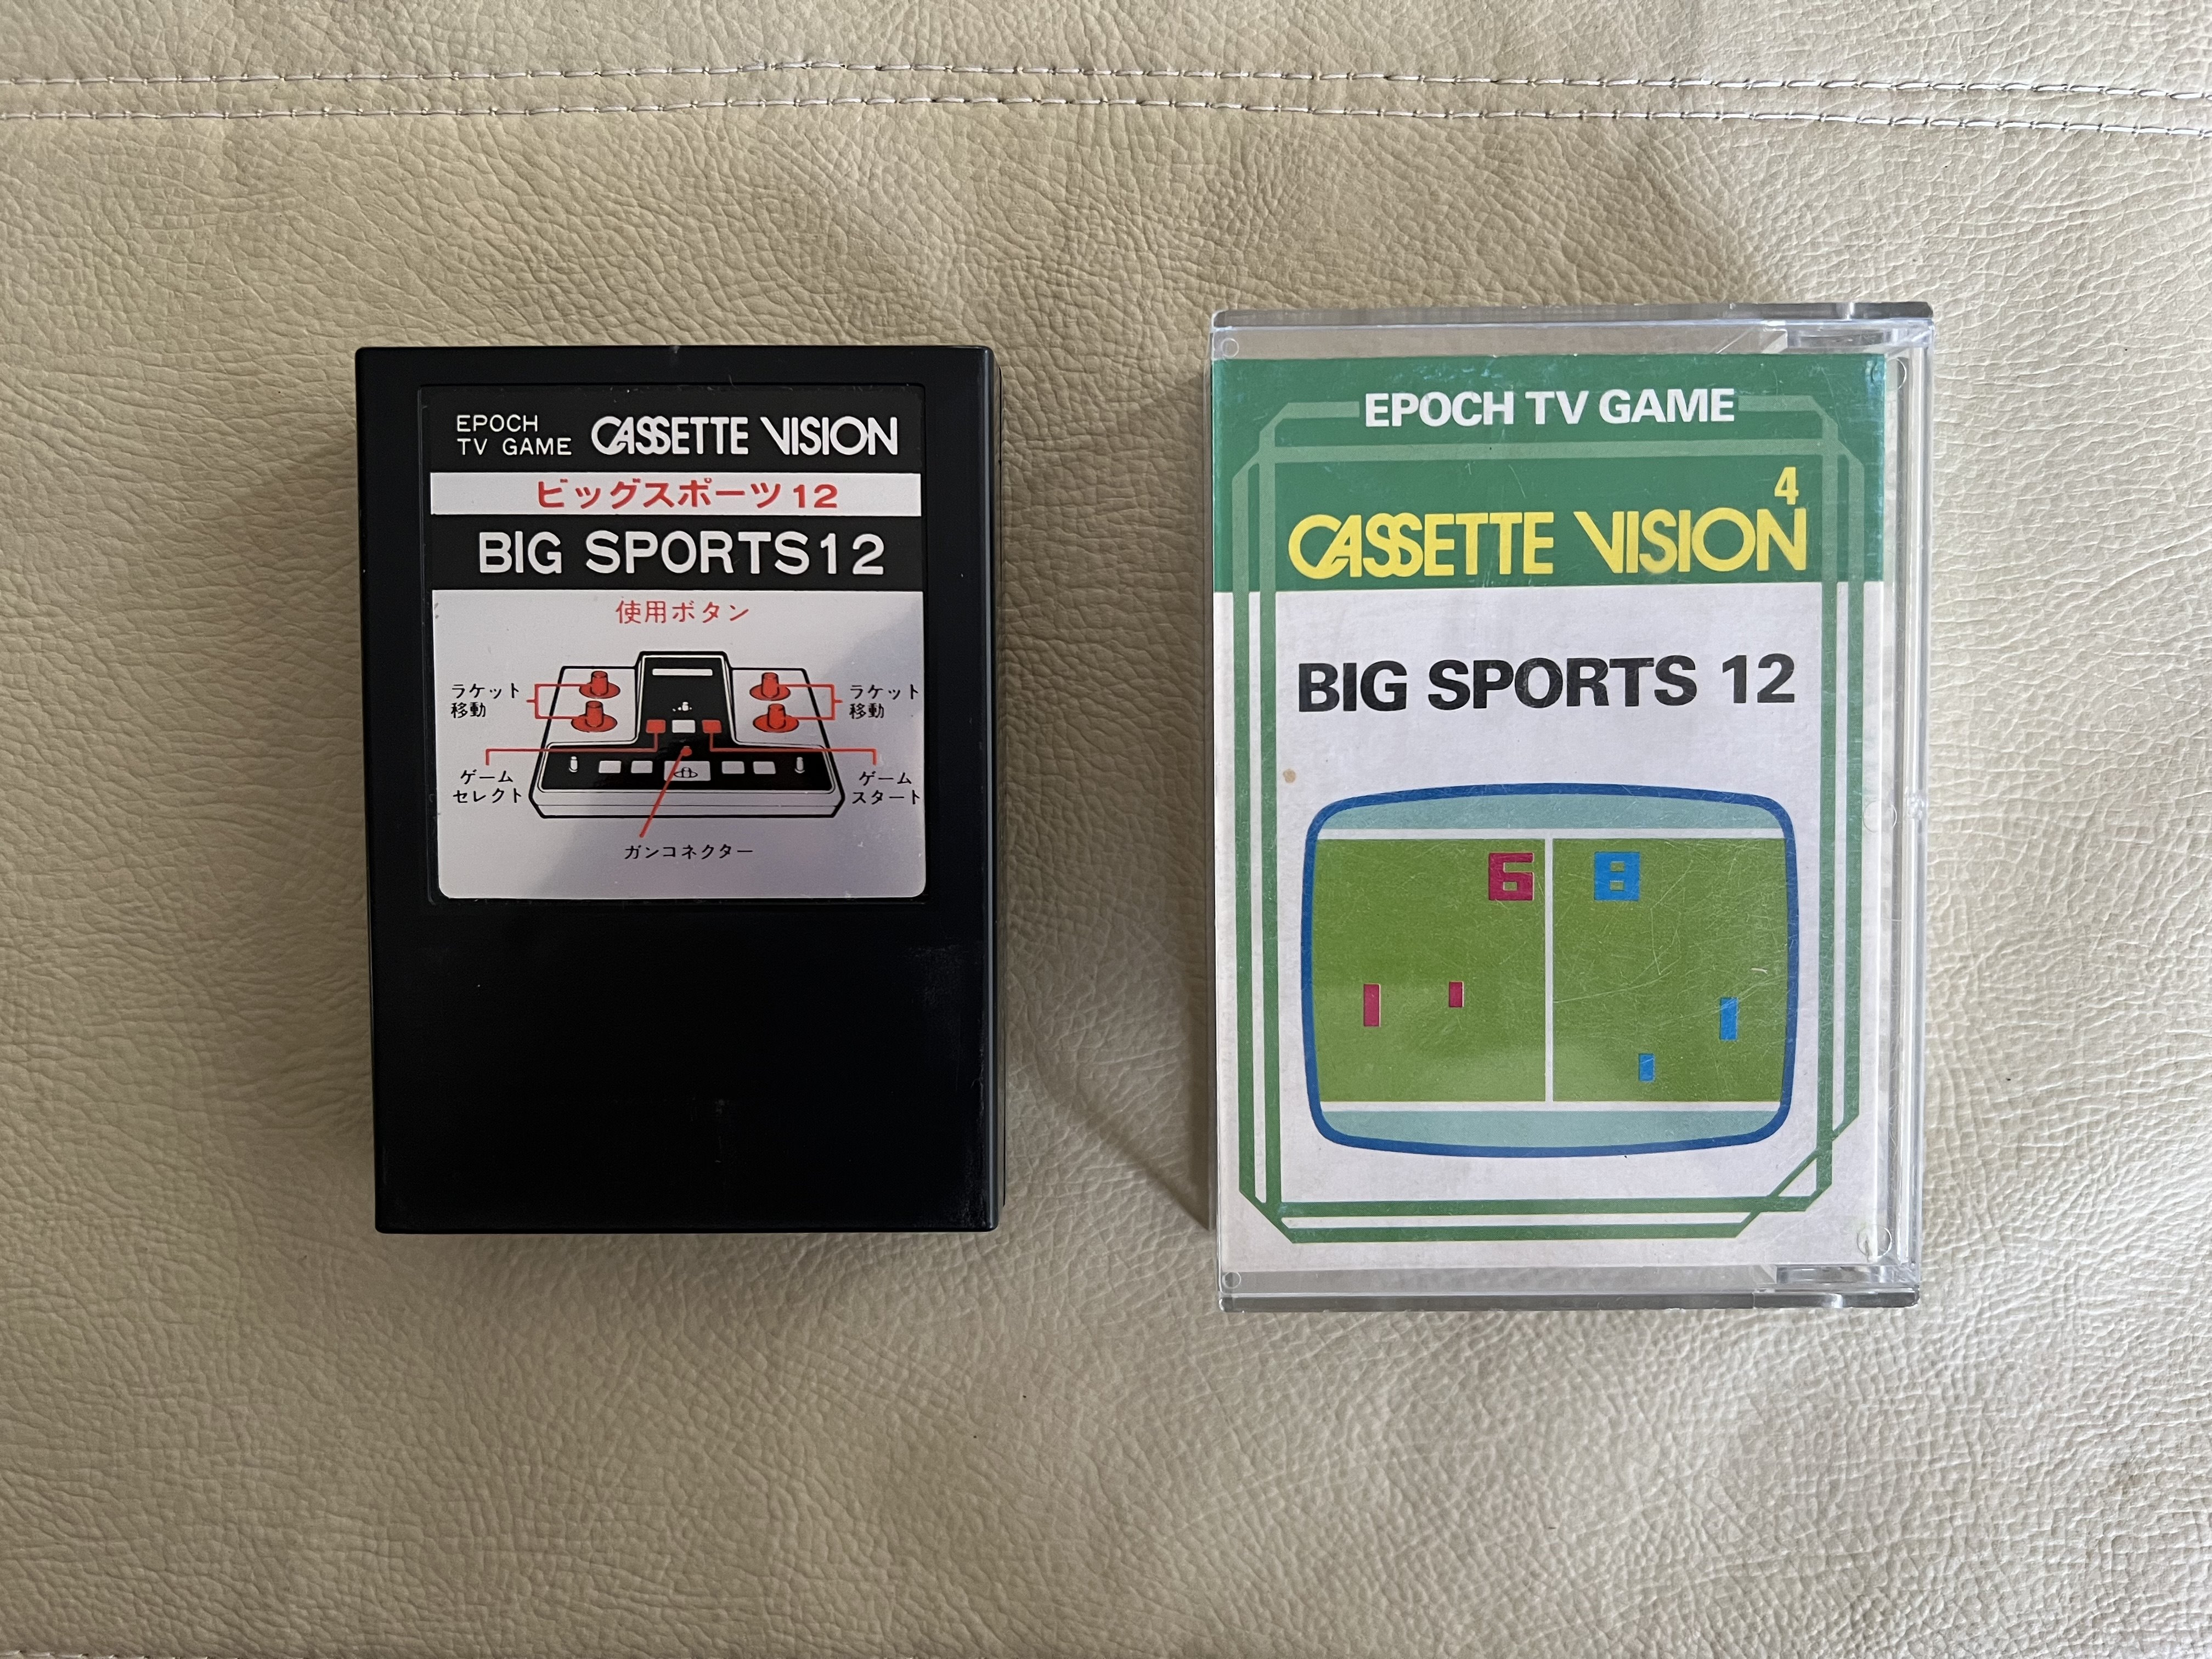 EPOCH
TV GAME CASSETTE VISION
ビッグスポーツ12
BIG SPORTS12
使用ボタン
ラケット
移動
ラケット
移動
ゲーム
セレクト
ゲーム
スタート
ガンコネクター
EPOCH TV GAME
4
CASSETTE VISION
BIG SPORTS 12
6 8